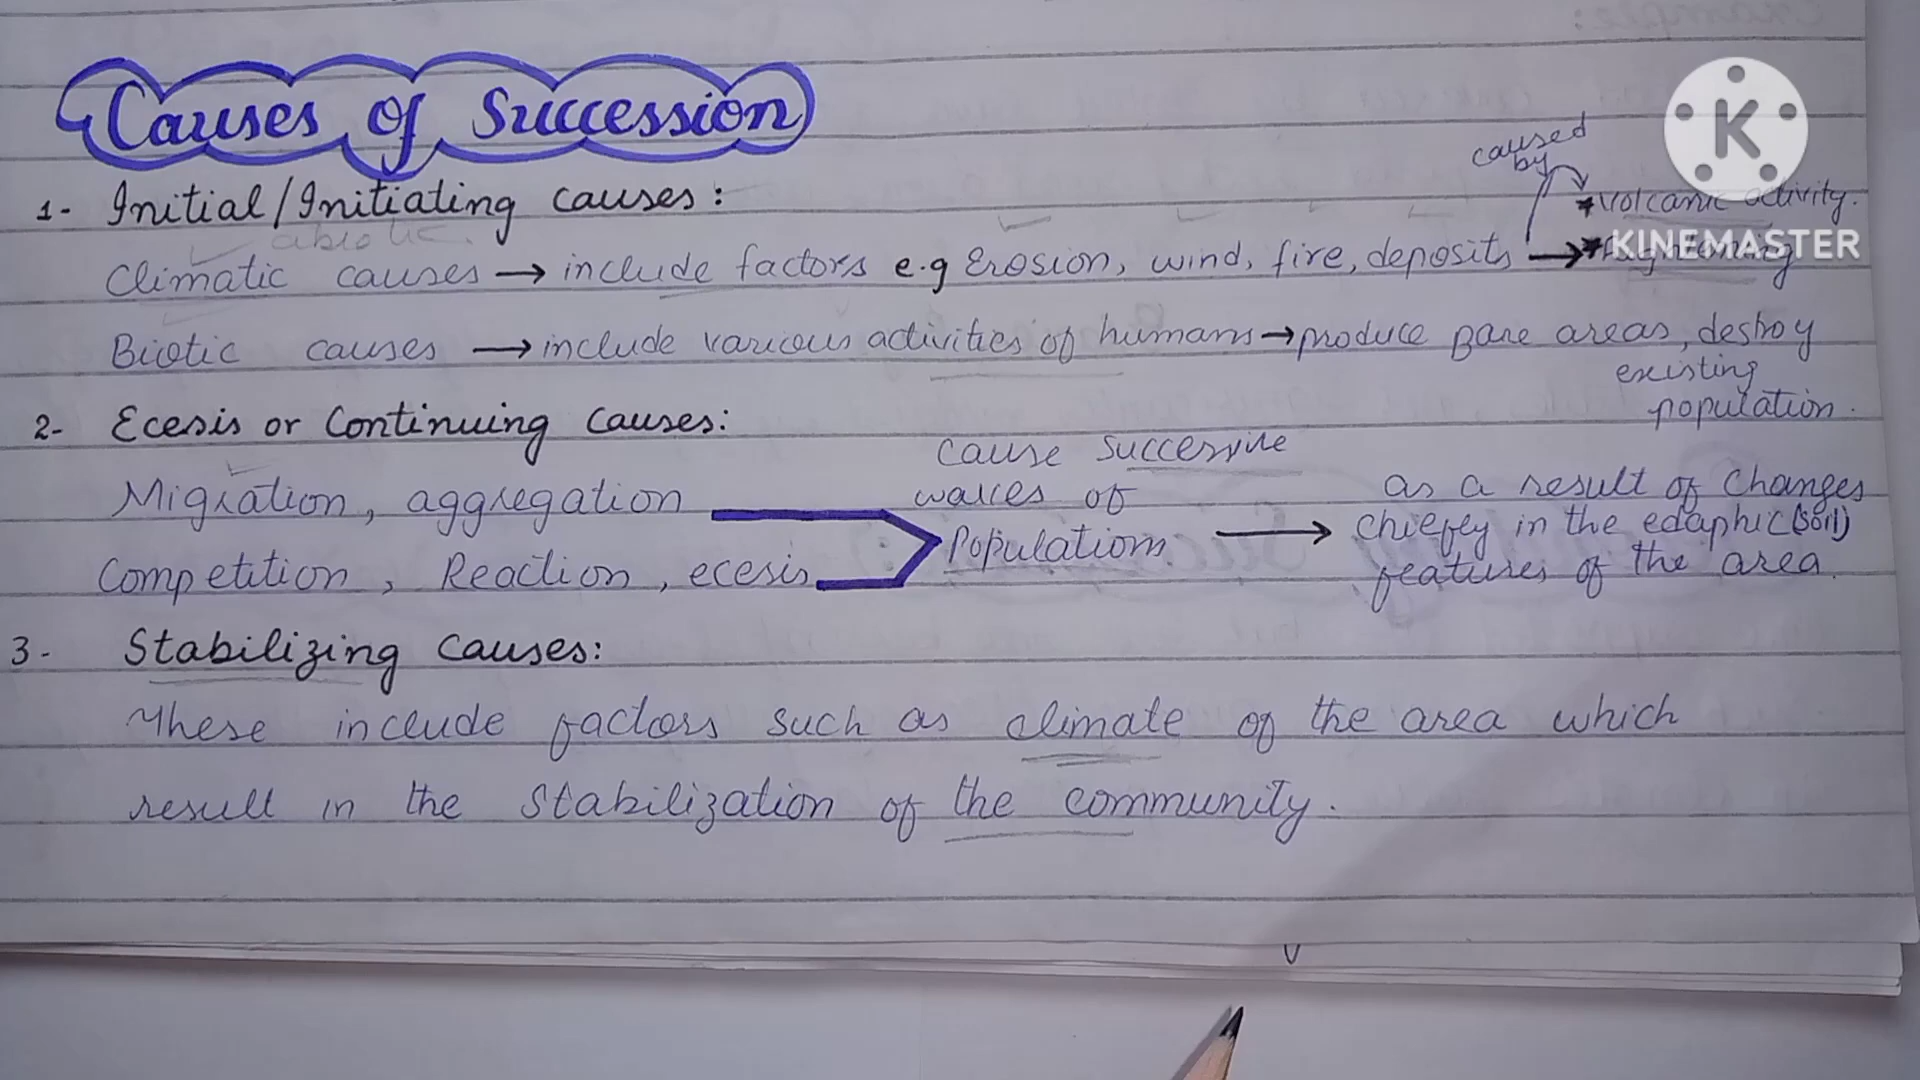 Causes of Succession
caused
by
1- Initial/Initiating causes:
* Volcanic activity.
abiotic.
Climatic causes → include factors e.g Erosion, wind, fire, deposits →
KINEMASTER
K
Biotic causes → include various activities of humans → produce bare areas, destroy
existing
population.
2- Ecesis or Continuing Causes:
Migration, aggregation
Competition, Reaction, ecesis
cause successive
waves of
Populations →
as a result of Changes
chiefly in the edaphic (soil)
features of the area.
3- Stabilizing causes:
These include factors such as climate of the area which
result in the stabilization of the community.